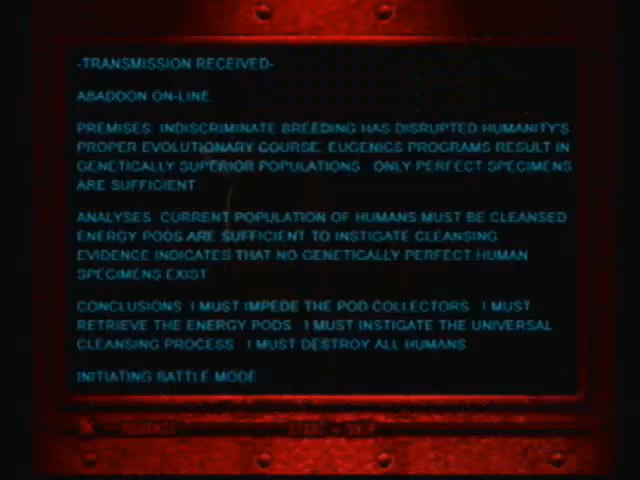 -TRANSMISSION RECEIVED-
ABADDON ON-LINE
PREMISES: INDISCRIMINATE BREEDING HAS DISRUPTED HUMANITY'S
PROPER EVOLUTIONARY COURSE. EUGENICS PROGRAMS RESULT IN
GENETICALLY SUPERIOR POPULATIONS. ONLY PERFECT SPECIMENS
ARE SUFFICIENT.
ANALYSES: CURRENT POPULATION OF HUMANS MUST BE CLEANSED.
ENERGY PODS ARE SUFFICIENT TO INSTIGATE CLEANSING.
EVIDENCE INDICATES THAT NO GENETICALLY PERFECT HUMAN
SPECIMENS EXIST.
CONCLUSIONS: I MUST IMPEDE THE POD COLLECTORS. I MUST
RETRIEVE THE ENERGY PODS. I MUST INSTIGATE THE UNIVERSAL
CLEANSING PROCESS. I MUST DESTROY ALL HUMANS.
INITIATING BATTLE MODE